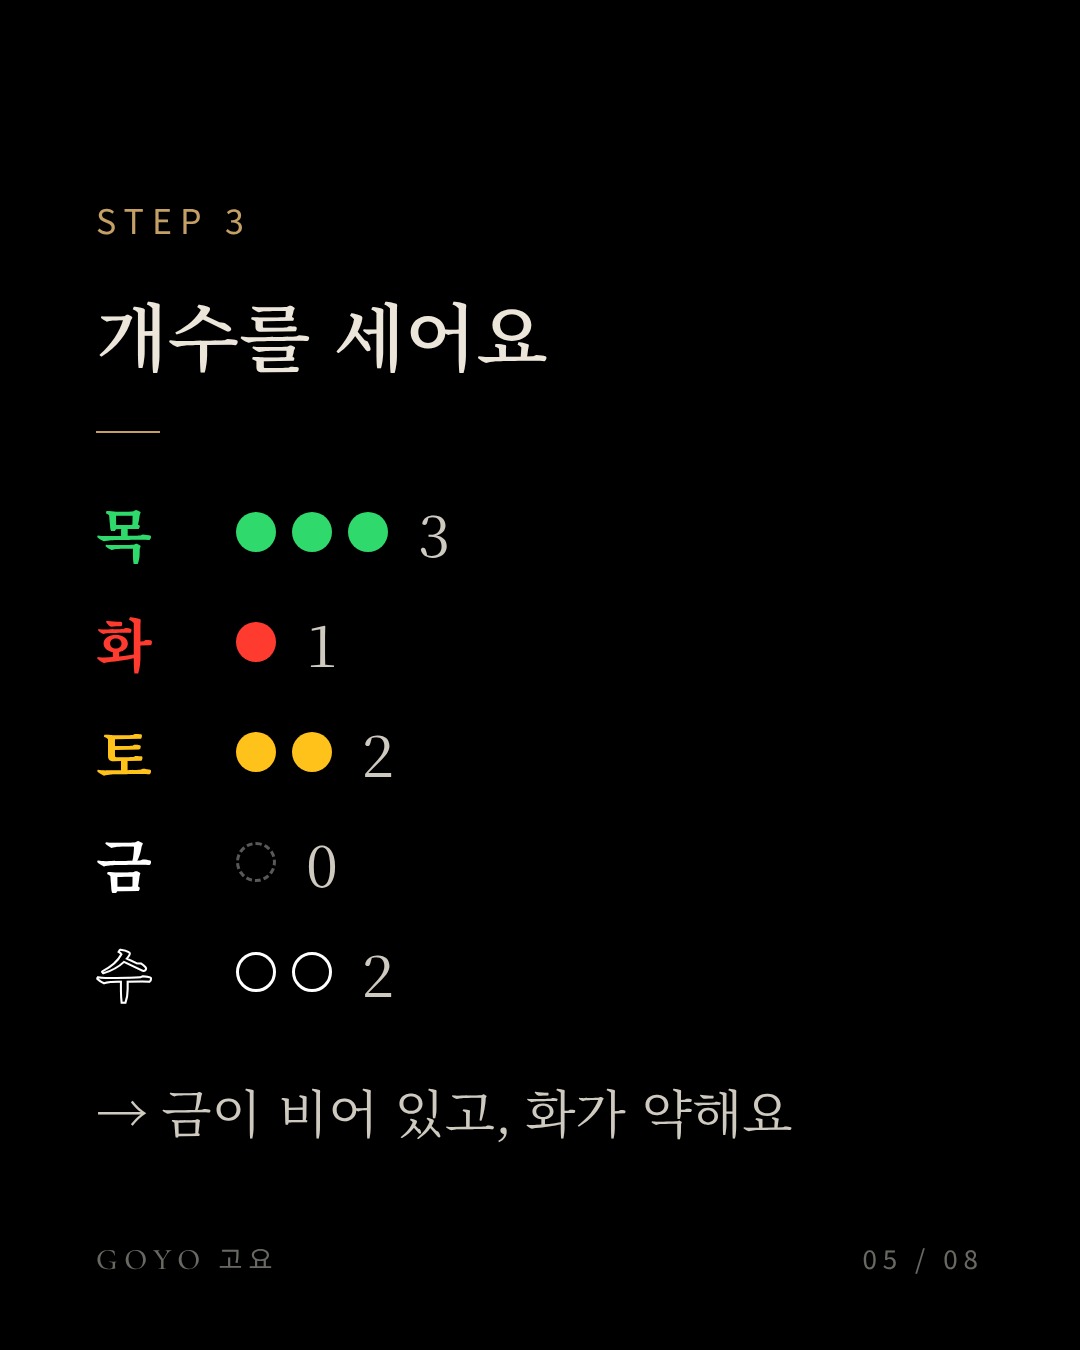 STEP 3
개수를 세어요
목 3
화 1
토 2
금 0
수 2
→ 금이 비어 있고, 화가 약해요
GOYO 고요
05 / 08